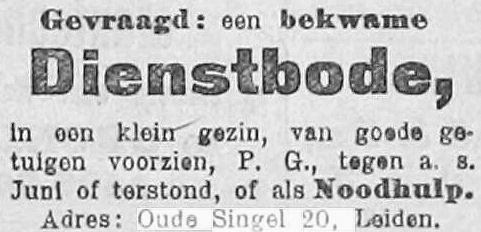 Gevraagd: een bekwame
Dienstbode,
in een klein gezin, van goede ge-
tuigen voorzien, P. G., tegen a. s.
Juni of terstond, of als Noodhulp.
Adres: Oude Singel 20, Leiden.